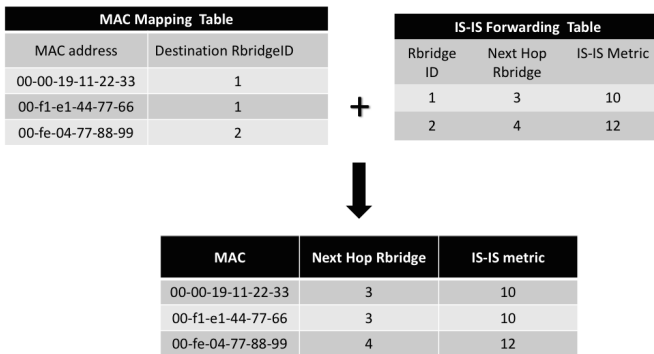 MAC Mapping Table
MAC address Destination RbridgeID
00-00-19-11-22-33 1
00-f1-e1-44-77-66 1
00-fe-04-77-88-99 2
+
IS-IS Forwarding Table
Rbridge ID Next Hop Rbridge IS-IS Metric
1 3 10
2 4 12
MAC Next Hop Rbridge IS-IS metric
00-00-19-11-22-33 3 10
00-f1-e1-44-77-66 3 10
00-fe-04-77-88-99 4 12